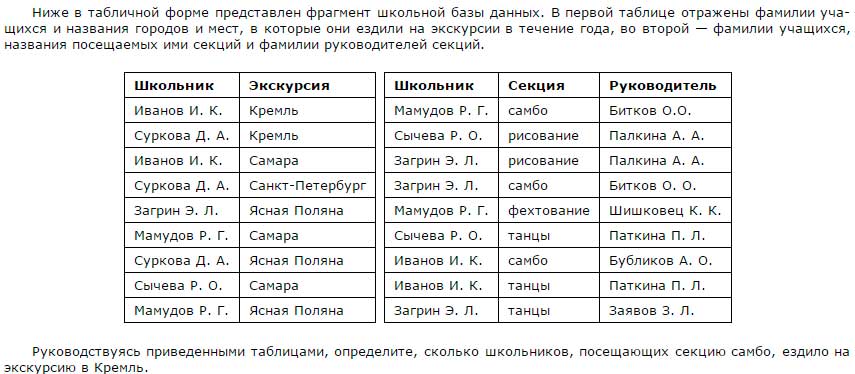 Ниже в табличной форме представлен фрагмент школьной базы данных. В первой таблице отражены фамилии уча-
щихся и названия городов и мест, в которые они ездили на экскурсии в течение года, во второй — фамилии учащихся,
названия посещаемых ими секций и фамилии руководителей секций.
Школьник Экскурсия Школьник Секция Руководитель
Иванов И. К. Кремль Мамудов Р. Г. самбо Битков О.О.
Суркова Д. А. Кремль Сычева Р. О. рисование Палкина А. А.
Иванов И. К. Самара Загрин Э. Л. рисование Палкина А. А.
Суркова Д. А. Санкт-Петербург Загрин Э. Л. самбо Битков О. О.
Загрин Э. Л. Ясная Поляна Мамудов Р. Г. фехтование Шишковец К. К.
Мамудов Р. Г. Самара Сычева Р. О. танцы Паткина П. Л.
Суркова Д. А. Ясная Поляна Иванов И. К. самбо Бубликов А. О.
Сычева Р. О. Самара Иванов И. К. танцы Паткина П. Л.
Мамудов Р. Г. Ясная Поляна Загрин Э. Л. танцы Заявов З. Л.
Руководствуясь приведенными таблицами, определите, сколько школьников, посещающих секцию самбо, ездило на
экскурсию в Кремль.